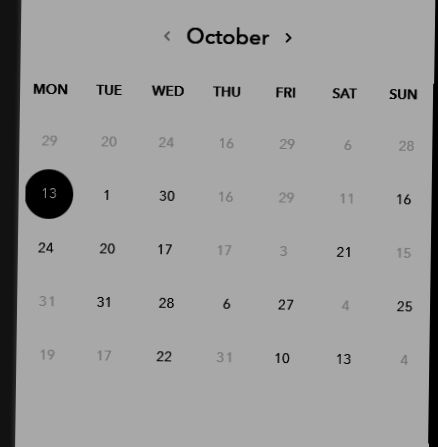 ‹ October ›
MON TUE WED THU FRI SAT SUN
29 20 24 16 29 6 28
13 1 30 16 29 11 16
24 20 17 17 3 21 15
31 31 28 6 27 4 25
19 17 22 31 10 13 4